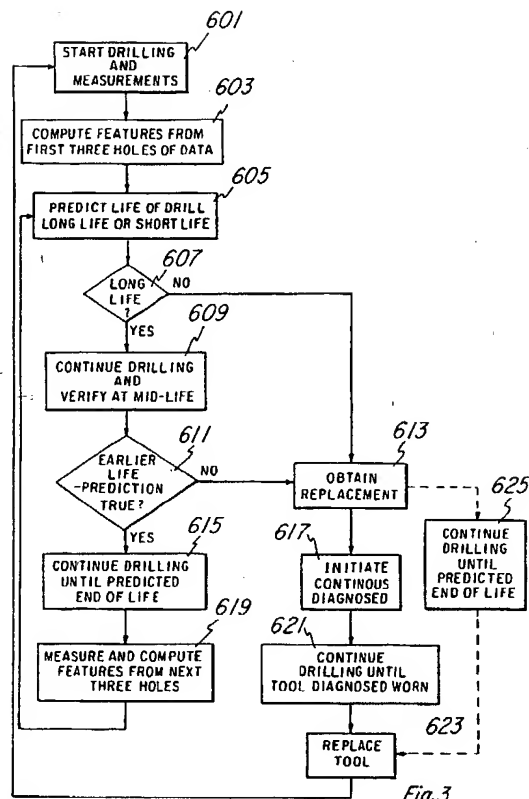 601
START DRILLING
AND
MEASUREMENTS
603
COMPUTE FEATURES FROM
FIRST THREE HOLES OF DATA
605
PREDICT LIFE OF DRILL
LONG LIFE OR SHORT LIFE
607
LONG
LIFE
?
NO
YES
609
CONTINUE DRILLING
AND
VERIFY AT MID-LIFE
611
EARLIER
LIFE
-PREDICTION
TRUE?
NO
YES
613
OBTAIN
REPLACEMENT
625
CONTINUE
DRILLING
UNTIL
PREDICTED
END OF LIFE
615
CONTINUE DRILLING
UNTIL PREDICTED
END OF LIFE
617
INITIATE
CONTINOUS
DIAGNOSED
619
MEASURE AND COMPUTE
FEATURES FROM NEXT
THREE HOLES
621
CONTINUE
DRILLING UNTIL
TOOL DIAGNOSED WORN
623
REPLACE
TOOL
Fig.3